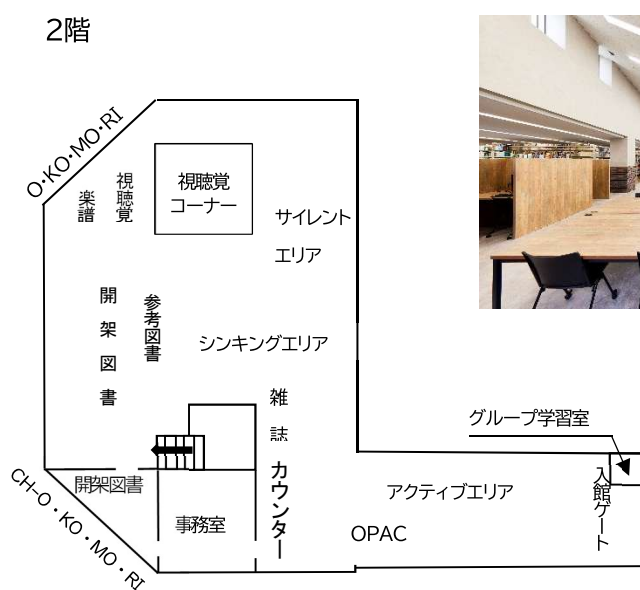 2階
O・KO・MO・RI
視聴覚
楽譜
視聴覚
コーナー
サイレント
エリア
開架図書
参考図書
シンキングエリア
雑誌
グループ学習室
CH-O・KO・MO・RI
開架図書
カウンター
アクティブエリア
入館ゲート
事務室
OPAC